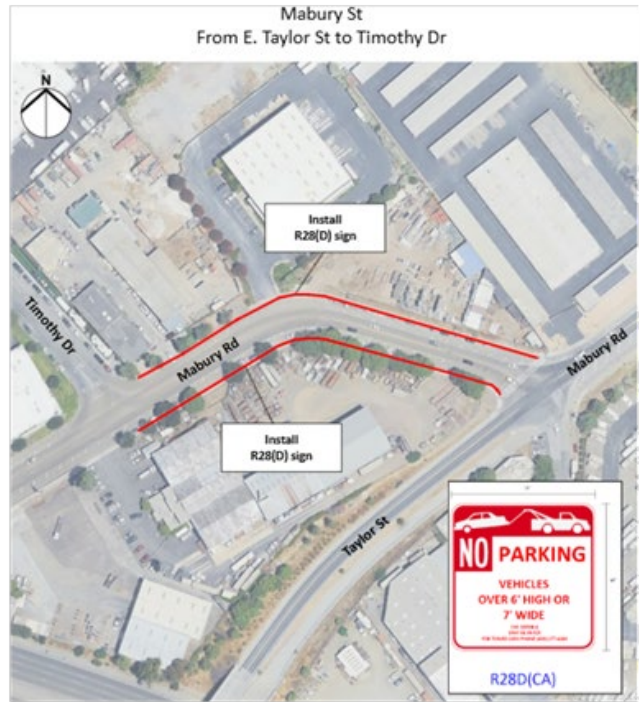 Mabury St
From E. Taylor St to Timothy Dr
N
Install
R28(D) sign
Timothy Dr
Mabury Rd
Mabury Rd
Install
R28(D) sign
Taylor St
NO PARKING
VEHICLES
OVER 6' HIGH OR
7' WIDE
R28D(CA)